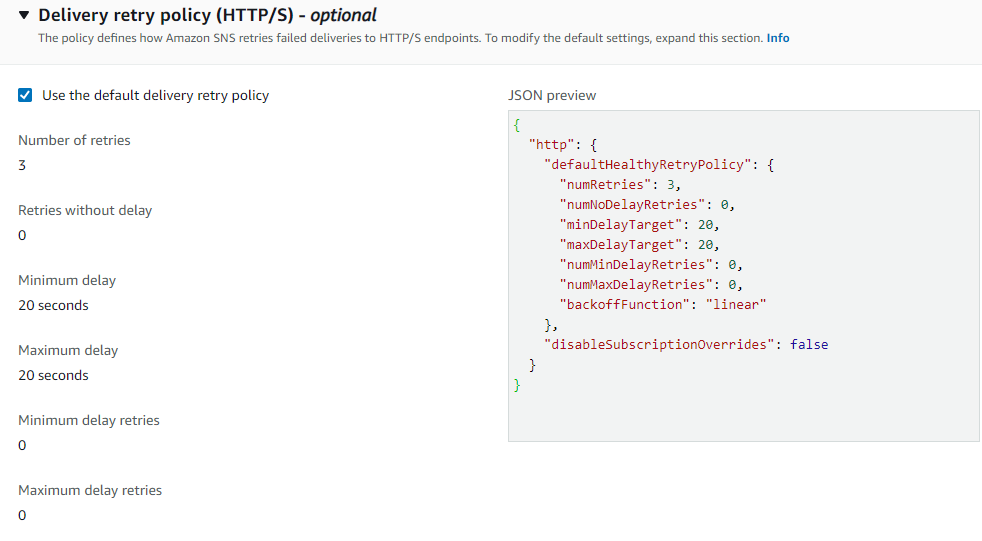 ▼ Delivery retry policy (HTTP/S) - optional
The policy defines how Amazon SNS retries failed deliveries to HTTP/S endpoints. To modify the default settings, expand this section. Info
Use the default delivery retry policy
Number of retries
3
Retries without delay
0
Minimum delay
20 seconds
Maximum delay
20 seconds
Minimum delay retries
0
Maximum delay retries
0
JSON preview
{
  "http": {
    "defaultHealthyRetryPolicy": {
      "numRetries": 3,
      "numNoDelayRetries": 0,
      "minDelayTarget": 20,
      "maxDelayTarget": 20,
      "numMinDelayRetries": 0,
      "numMaxDelayRetries": 0,
      "backoffFunction": "linear"
    },
    "disableSubscriptionOverrides": false
  }
}